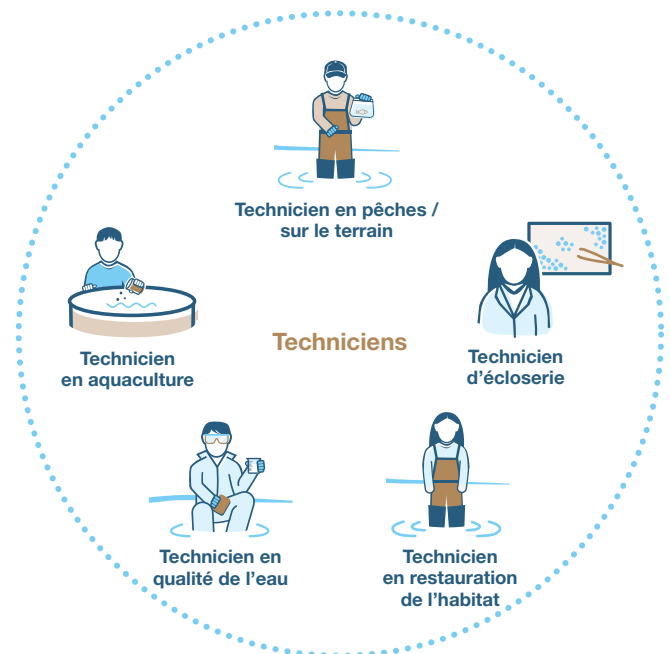 Technicien en pêches /
sur le terrain
Technicien
en aquaculture
Techniciens
Technicien
d'écloserie
Technicien en
qualité de l'eau
Technicien
en restauration
de l'habitat